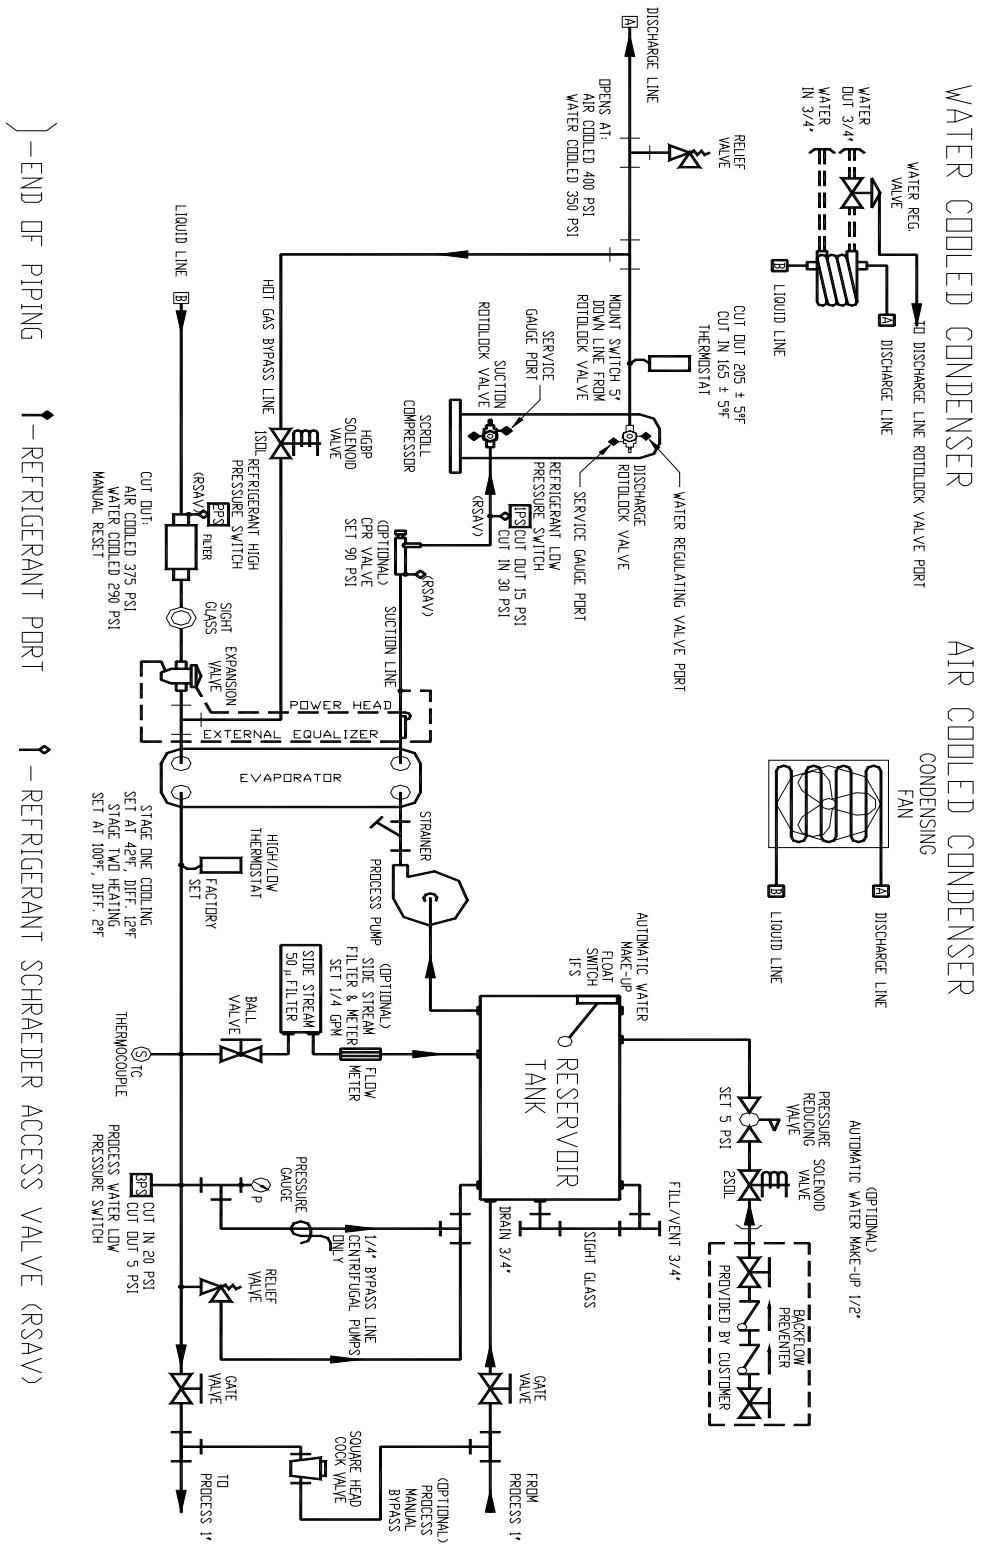 WATER COOLED CONDENSER
AIR COOLED CONDENSER
WATER REG.
VALVE
TO DISCHARGE LINE ROTOLOCK VALVE PORT
WATER
OUT 3/4"
WATER
IN 3/4"
A
DISCHARGE LINE
B
LIQUID LINE
CONDENSING
FAN
A
DISCHARGE LINE
B
LIQUID LINE
(OPTIONAL)
AUTOMATIC WATER MAKE-UP 1/2"
PRESSURE
REDUCING
VALVE
SET 5 PSI
SOLENOID
VALVE
2SOL
BACKFLOW
PREVENTER
PROVIDED BY CUSTOMER
DISCHARGE LINE
A
RELIEF
VALVE
OPENS AT:
AIR COOLED 400 PSI
WATER COOLED 350 PSI
CUT OUT 205 ± 5°F
CUT IN 165 ± 5°F
THERMOSTAT
MOUNT SWITCH 5"
DOWN LINE FROM
ROTOLOCK VALVE
WATER REGULATING VALVE PORT
DISCHARGE
ROTOLOCK VALVE
SERVICE GAUGE PORT
SERVICE
GAUGE PORT
SUCTION
ROTOLOCK VALVE
SCROLL
COMPRESSOR
REFRIGERANT LOW
PRESSURE SWITCH
1PS
CUT OUT 15 PSI
CUT IN 30 PSI
(RSAV)
(RSAV)
(OPTIONAL)
CPR VALVE
SET 90 PSI
SUCTION LINE
HOT GAS BYPASS LINE
HGBP
SOLENOID
VALVE
1SOL
LIQUID LINE
B
REFRIGERANT HIGH
PRESSURE SWITCH
2PS
(RSAV)
FILTER
CUT OUT:
AIR COOLED 375 PSI
WATER COOLED 290 PSI
MANUAL RESET
SIGHT
GLASS
EXPANSION
VALVE
POWER HEAD
EXTERNAL EQUALIZER
EVAPORATOR
STRAINER
PROCESS PUMP
AUTOMATIC WATER
MAKE-UP
FLOAT
SWITCH
1FS
RESERVOIR
TANK
FILL/VENT 3/4"
SIGHT GLASS
DRAIN 3/4"
HIGH/LOW
THERMOSTAT
FACTORY
SET
STAGE ONE COOLING
SET AT 42°F, DIFF. 12°F
STAGE TWO HEATING
SET AT 100°F, DIFF. 2°F
(OPTIONAL)
SIDE STREAM
FILTER & METER
SET 1/4 GPM
SIDE STREAM
50 µ FILTER
FLOW
METER
BALL
VALVE
S
TC
THERMOCOUPLE
PRESSURE
GAUGE
P
3PS
CUT IN 20 PSI
CUT OUT 5 PSI
PROCESS WATER LOW
PRESSURE SWITCH
1/4" BYPASS LINE
CENTRIFUGAL PUMPS
ONLY
RELIEF
VALVE
GATE
VALVE
GATE
VALVE
SQUARE HEAD
COCK VALVE
(OPTIONAL)
PROCESS
MANUAL
BYPASS
FROM
PROCESS 1"
TO
PROCESS 1"
-END OF PIPING
-REFRIGERANT PORT
-REFRIGERANT SCHRAEDER ACCESS VALVE (RSAV)